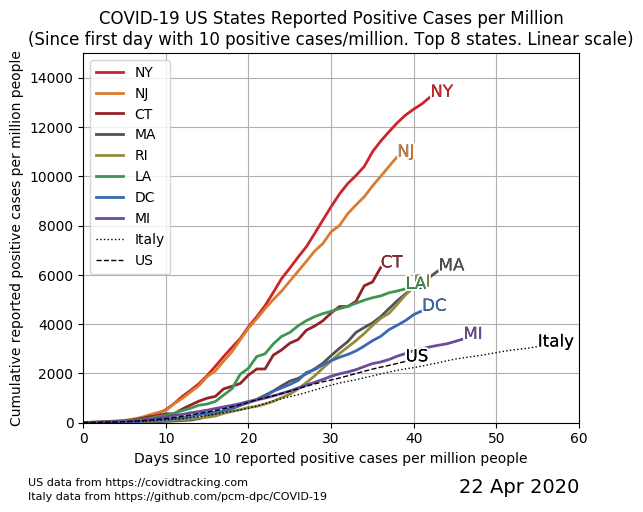 COVID-19 US States Reported Positive Cases per Million
(Since first day with 10 positive cases/million. Top 8 states. Linear scale)
Cumulative reported positive cases per million people
14000
12000
10000
8000
6000
4000
2000
0
NY
NJ
CT
MA
RI
LA
DC
MI
Italy
US
NY
NJ
CT
MA
LA
DC
MI
US
Italy
0 10 20 30 40 50 60
Days since 10 reported positive cases per million people
US data from https://covidtracking.com
Italy data from https://github.com/pcm-dpc/COVID-19
22 Apr 2020